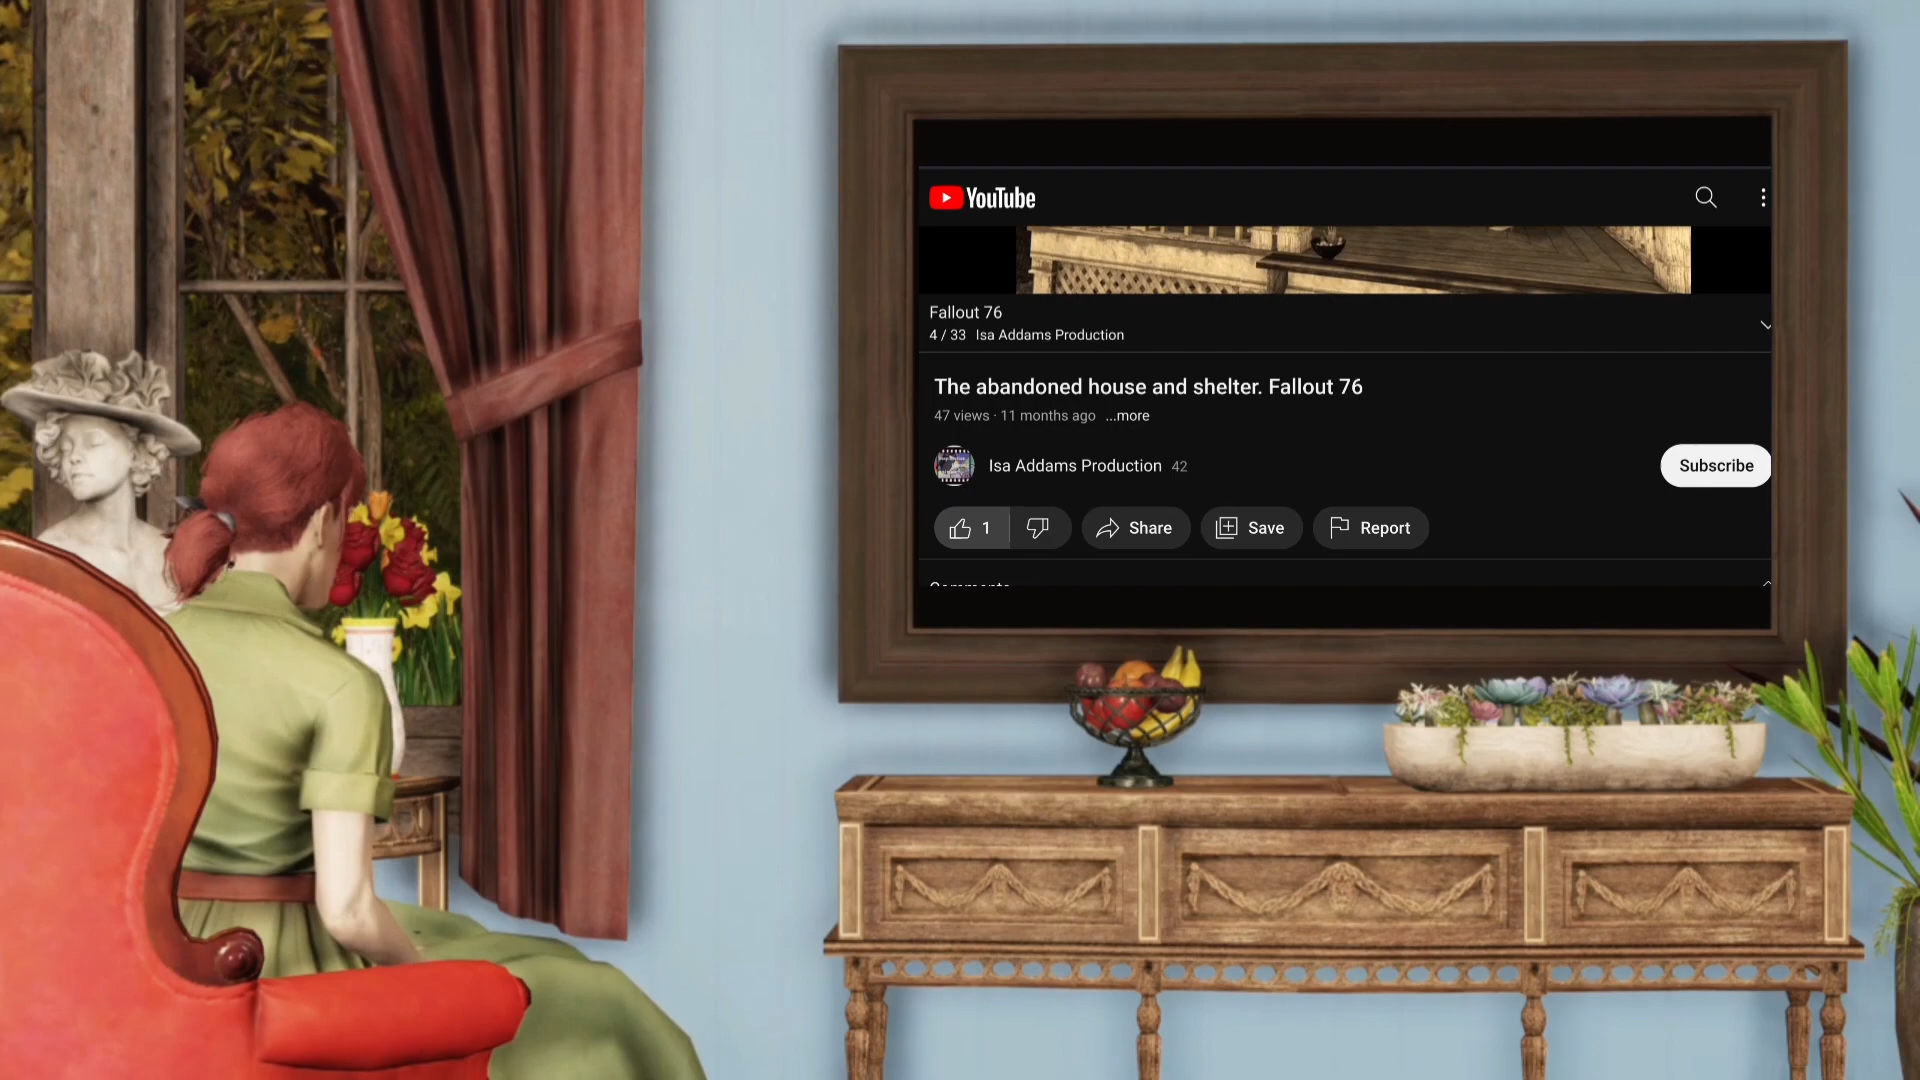 YouTube
Fallout 76
4 / 33 Isa Addams Production
The abandoned house and shelter. Fallout 76
47 views · 11 months ago ...more
Isa Addams Production 42
Subscribe
1 Share Save Report
Comments